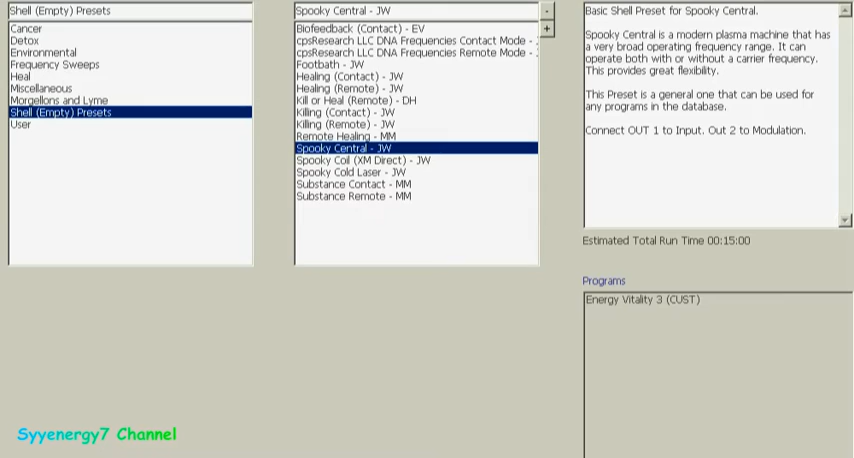 Shell (Empty) Presets
Cancer
Detox
Environmental
Frequency Sweeps
Heal
Miscellaneous
Morgellons and Lyme
Shell (Empty) Presets
User
Spooky Central - JW
-
+
Biofeedback (Contact) - EV
cpsResearch LLC DNA Frequencies Contact Mode -
cpsResearch LLC DNA Frequencies Remote Mode -
Footbath - JW
Healing (Contact) - JW
Healing (Remote) - JW
Kill or Heal (Remote) - DH
Killing (Contact) - JW
Killing (Remote) - JW
Remote Healing - MM
Spooky Central - JW
Spooky Coil (XM Direct) - JW
Spooky Cold Laser - JW
Substance Contact - MM
Substance Remote - MM
Basic Shell Preset for Spooky Central.
Spooky Central is a modern plasma machine that has
a very broad operating frequency range. It can
operate both with or without a carrier frequency.
This provides great flexibility.
This Preset is a general one that can be used for
any programs in the database.
Connect OUT 1 to Input. Out 2 to Modulation.
Estimated Total Run Time 00:15:00
Programs
Energy Vitality 3 (CUST)
Syyenergy7 Channel